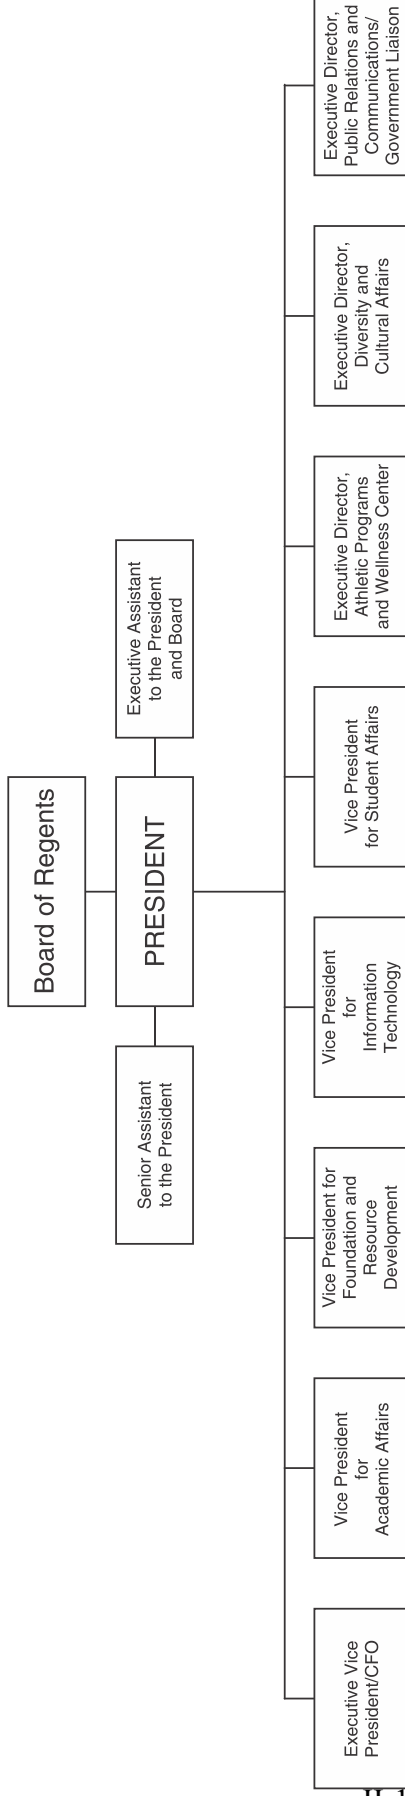 Board of Regents
Senior Assistant
to the President
PRESIDENT
Executive Assistant
to the President
and Board
Executive Vice
President/CFO
Vice President
for
Academic Affairs
Vice President for
Foundation and
Resource
Development
Vice President
for
Information
Technology
Vice President
for Student Affairs
Executive Director,
Athletic Programs
and Wellness Center
Executive Director,
Diversity and
Cultural Affairs
Executive Director,
Public Relations and
Communications/
Government Liaison